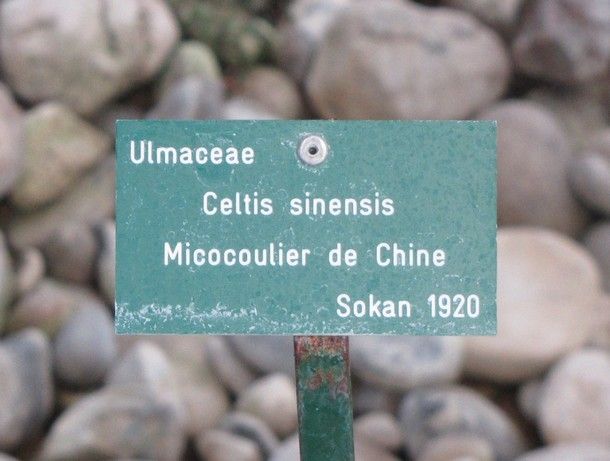 Ulmaceae
Celtis sinensis
Micocoulier de Chine
Sokan 1920